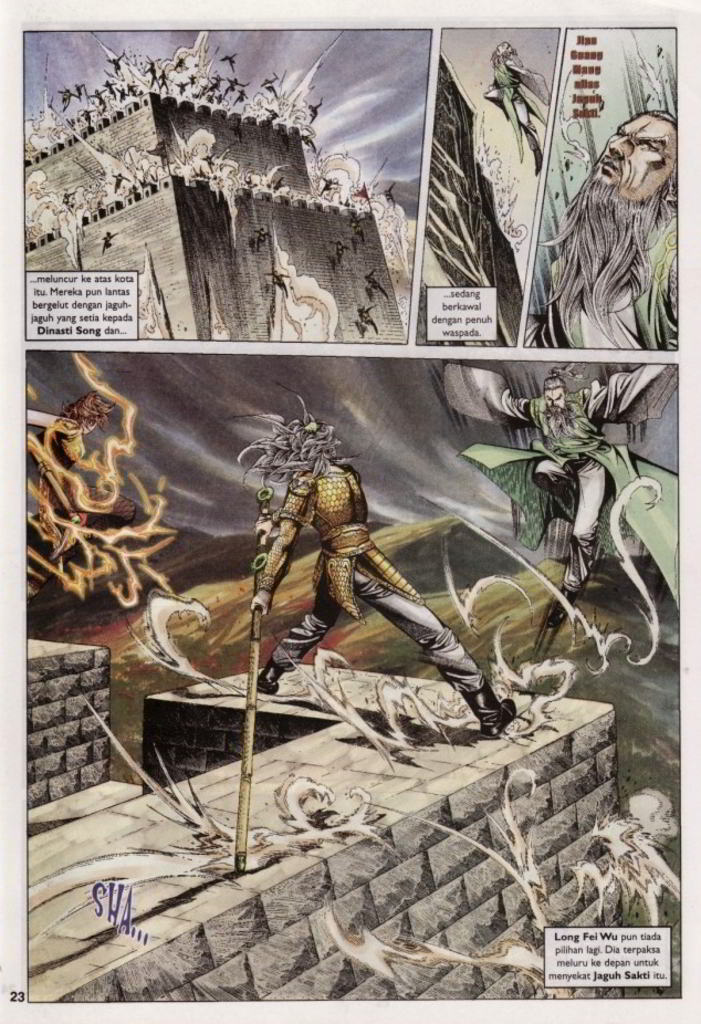 ...meluncur ke atas kota
itu. Mereka pun lantas
bergelut dengan jaguh-
jaguh yang setia kepada
Dinasti Song dan...
...sedang
berkawal
dengan penuh
waspada.
Jian
Guang
Wang
alias
Jaguh
Sakti.
SHA...
Long Fei Wu pun tiada
pilihan lagi. Dia terpaksa
meluru ke depan untuk
menyekat Jaguh Sakti itu.
23